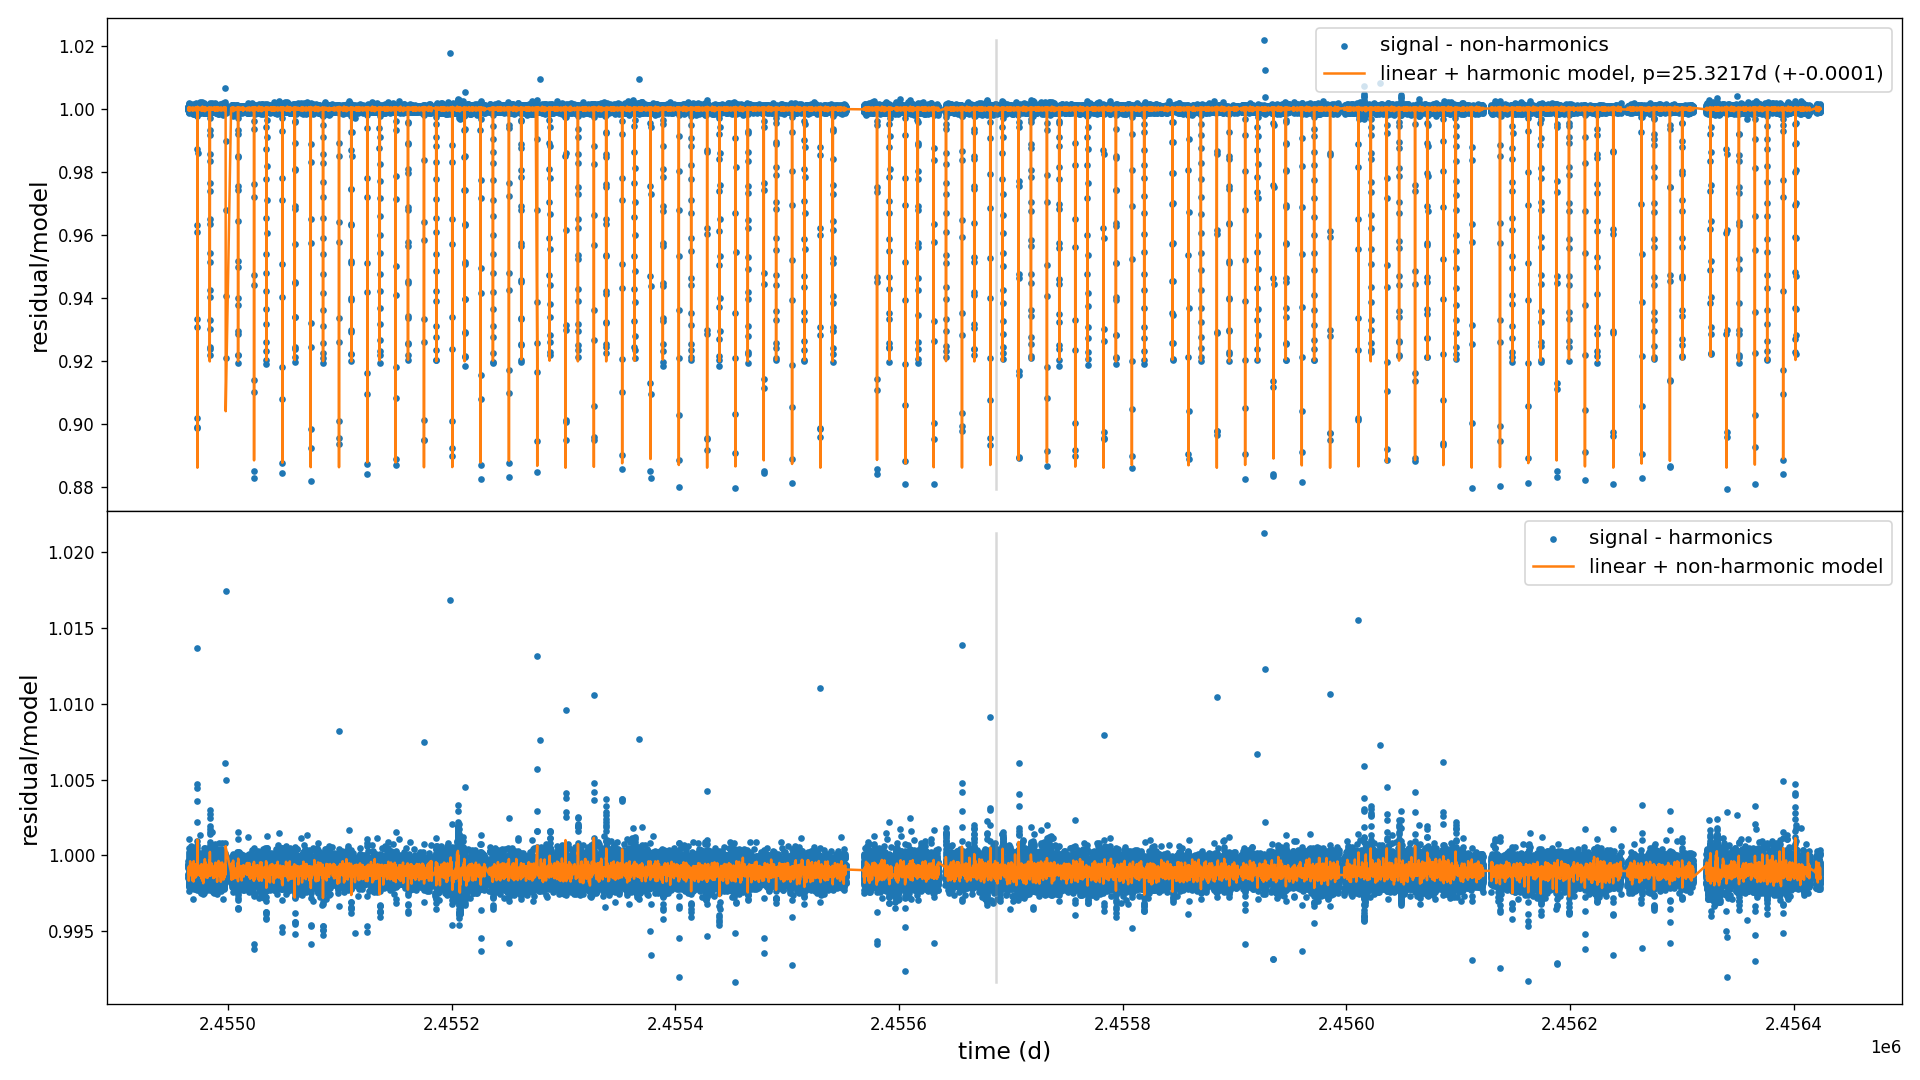 signal - non-harmonics
linear + harmonic model, p=25.3217d (+-0.0001)
1.02
1.00
0.98
0.96
0.94
0.92
0.90
0.88
residual/model
signal - harmonics
linear + non-harmonic model
1.020
1.015
1.010
1.005
1.000
0.995
residual/model
2.4550 2.4552 2.4554 2.4556 2.4558 2.4560 2.4562 2.4564
1e6
time (d)